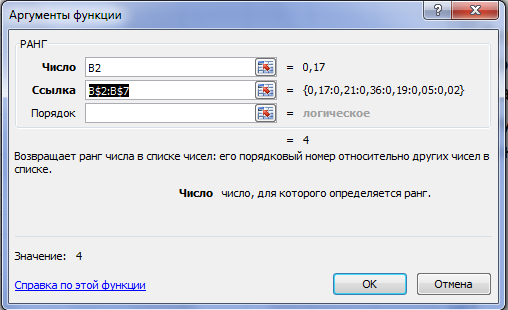 Аргументы функции
РАНГ
Число B2 = 0,17
Ссылка B$2:B$7 = {0,17:0,21:0,36:0,19:0,05:0,02}
Порядок = логическое
= 4
Возвращает ранг числа в списке чисел: его порядковый номер относительно других чисел в
списке.
Число число, для которого определяется ранг.
Значение: 4
Справка по этой функции
ОК
Отмена